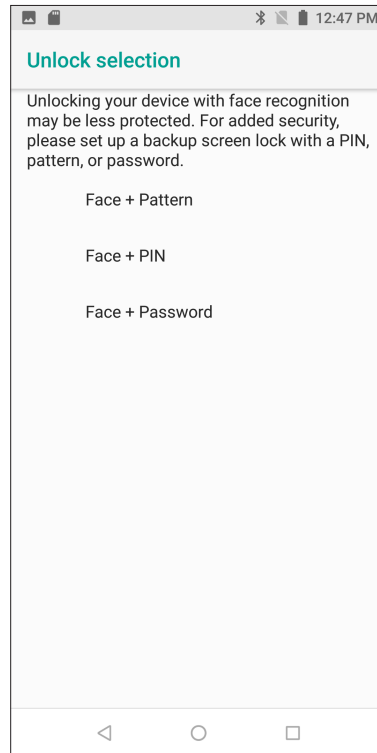 12:47 PM
Unlock selection
Unlocking your device with face recognition
may be less protected. For added security,
please set up a backup screen lock with a PIN,
pattern, or password.
Face + Pattern
Face + PIN
Face + Password